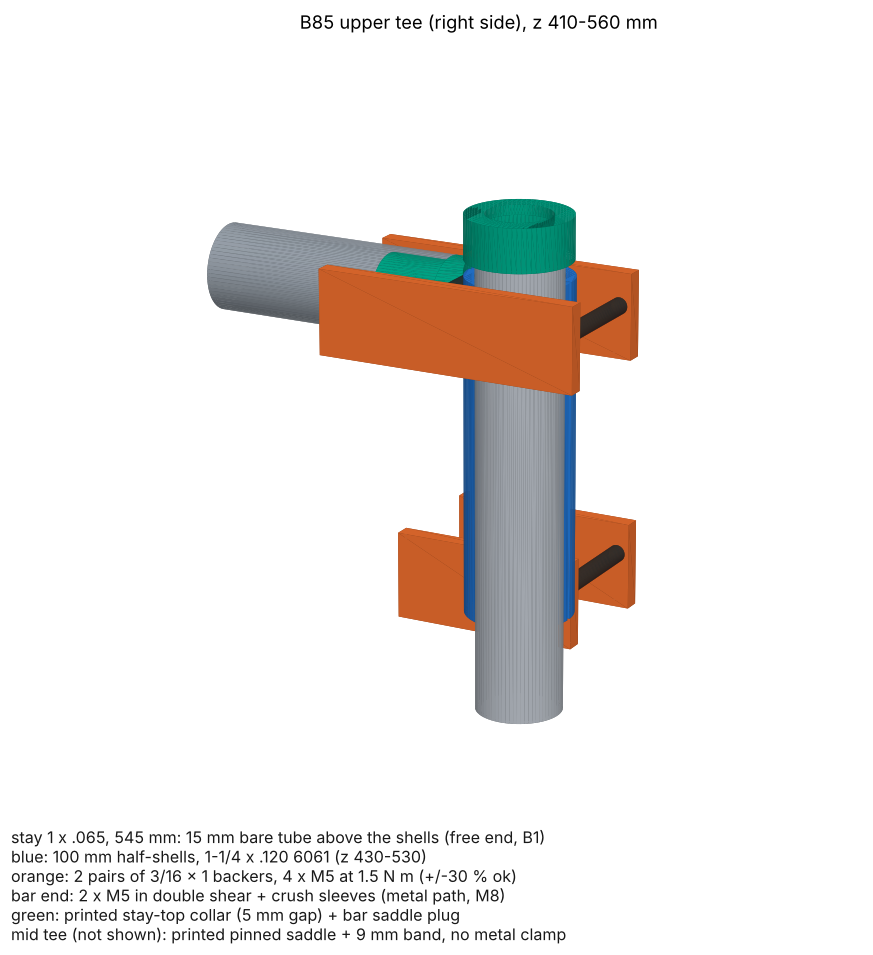 B85 upper tee (right side), z 410-560 mm
stay 1 x .065, 545 mm: 15 mm bare tube above the shells (free end, B1)
blue: 100 mm half-shells, 1-1/4 x .120 6061 (z 430-530)
orange: 2 pairs of 3/16 × 1 backers, 4 x M5 at 1.5 N m (+/-30 % ok)
bar end: 2 x M5 in double shear + crush sleeves (metal path, M8)
green: printed stay-top collar (5 mm gap) + bar saddle plug
mid tee (not shown): printed pinned saddle + 9 mm band, no metal clamp